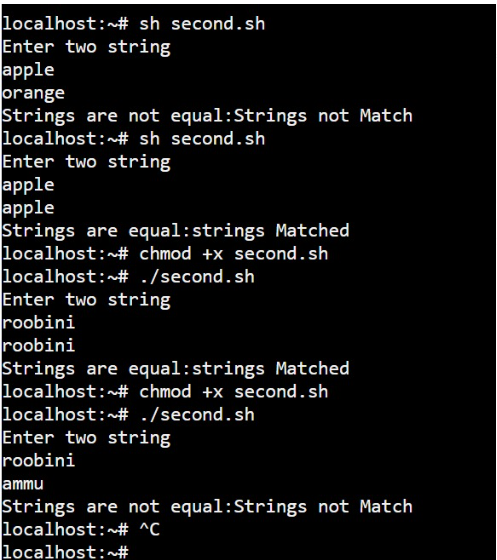 localhost:~# sh second.sh
Enter two string
apple
orange
Strings are not equal:Strings not Match
localhost:~# sh second.sh
Enter two string
apple
apple
Strings are equal:strings Matched
localhost:~# chmod +x second.sh
localhost:~# ./second.sh
Enter two string
roobini
roobini
Strings are equal:strings Matched
localhost:~# chmod +x second.sh
localhost:~# ./second.sh
Enter two string
roobini
ammu
Strings are not equal:Strings not Match
localhost:~# ^C
localhost:~#